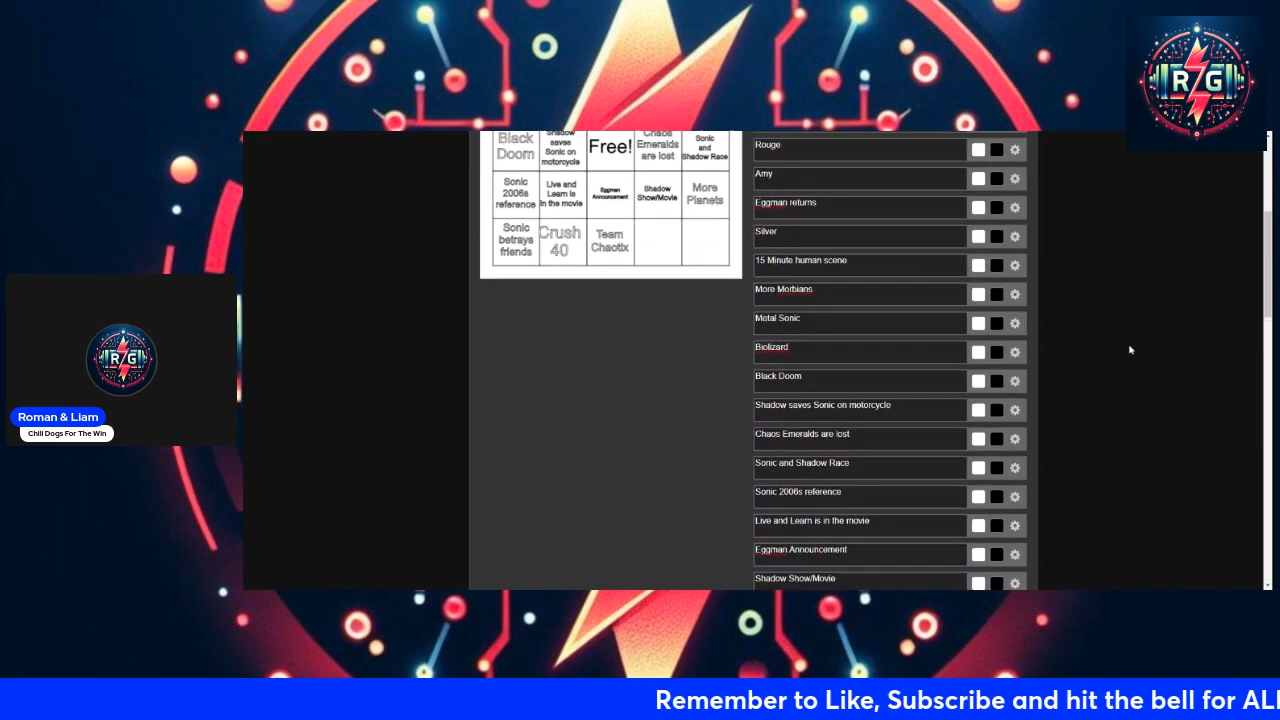 R G
Black
Doom
Shadow
saves
Sonic on
motorcycle
Free!
Chaos
Emeralds
are lost
Sonic
and
Shadow Race
Sonic
2006s
reference
Live and
Learn is
in the movie
Eggman
Announcement
Shadow
Show/Movie
More
Planets
Sonic
betrays
friends
Crush
40
Team
Chaotix
Rouge
Amy
Eggman returns
Silver
15 Minute human scene
More Morbians
Metal Sonic
Biolizard
Black Doom
Shadow saves Sonic on motorcycle
Chaos Emeralds are lost
Sonic and Shadow Race
Sonic 2006s reference
Live and Learn is in the movie
Eggman Announcement
Shadow Show/Movie
R G
Roman & Liam
Chili Dogs For The Win
Remember to Like, Subscribe and hit the bell for ALL